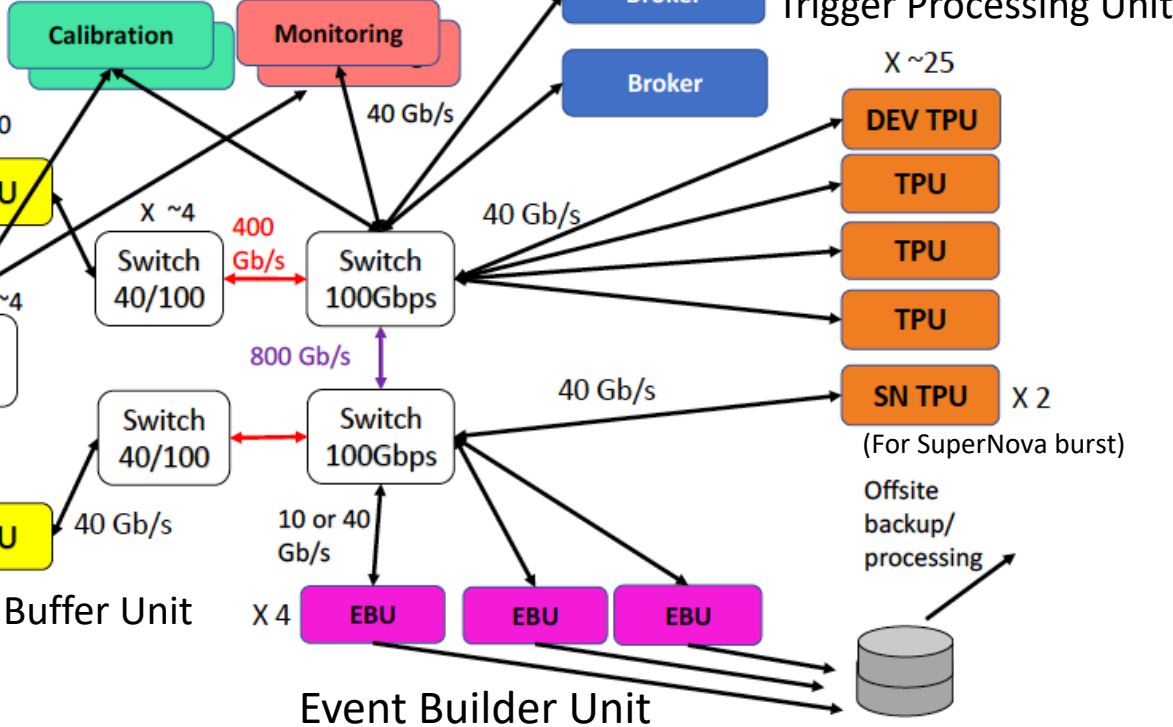 Broker
Trigger Processing Unit
Calibration
Monitoring
X ~25
40 Gb/s
Broker
DEV TPU
0
TPU
U
X ~4
400
Gb/s
40 Gb/s
Switch
40/100
Switch
100Gbps
TPU
~4
TPU
800 Gb/s
Switch
40/100
Switch
100Gbps
40 Gb/s
SN TPU
X 2
(For SuperNova burst)
U
40 Gb/s
10 or 40
Gb/s
Offsite
backup/
processing
Buffer Unit
X 4
EBU
EBU
EBU
Event Builder Unit